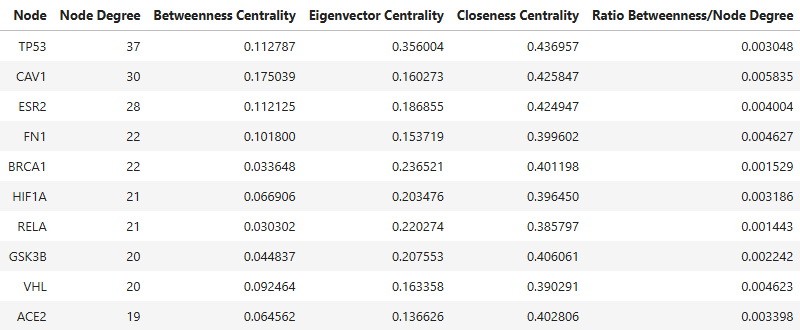 Node Node Degree Betweenness Centrality Eigenvector Centrality Closeness Centrality Ratio Betweenness/Node Degree
TP53 37 0.112787 0.356004 0.436957 0.003048
CAV1 30 0.175039 0.160273 0.425847 0.005835
ESR2 28 0.112125 0.186855 0.424947 0.004004
FN1 22 0.101800 0.153719 0.399602 0.004627
BRCA1 22 0.033648 0.236521 0.401198 0.001529
HIF1A 21 0.066906 0.203476 0.396450 0.003186
RELA 21 0.030302 0.220274 0.385797 0.001443
GSK3B 20 0.044837 0.207553 0.406061 0.002242
VHL 20 0.092464 0.163358 0.390291 0.004623
ACE2 19 0.064562 0.136626 0.402806 0.003398